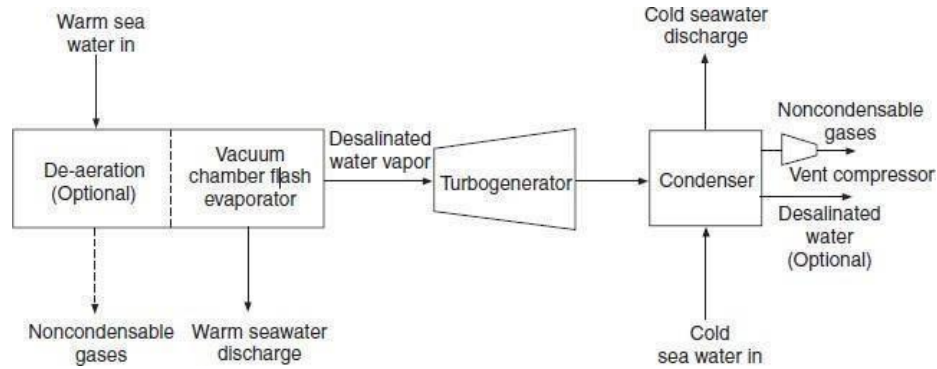 Warm sea
water in
De-aeration
(Optional)
Vacuum
chamber flash
evaporator
Desalinated
water vapor
Turbogenerator
Cold seawater
discharge
Condenser
Noncondensable
gases
Vent compressor
Desalinated
water
(Optional)
Noncondensable
gases
Warm seawater
discharge
Cold
sea water in